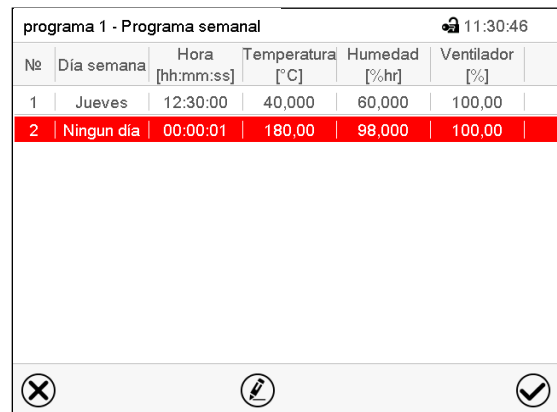 programa 1 - Programa semanal 11:30:46
№ Día semana Hora [hh:mm:ss] Temperatura [°C] Humedad [%hr] Ventilador [%]
1 Jueves 12:30:00 40,000 60,000 100,00
2 Ningun día 00:00:01 180,00 98,000 100,00